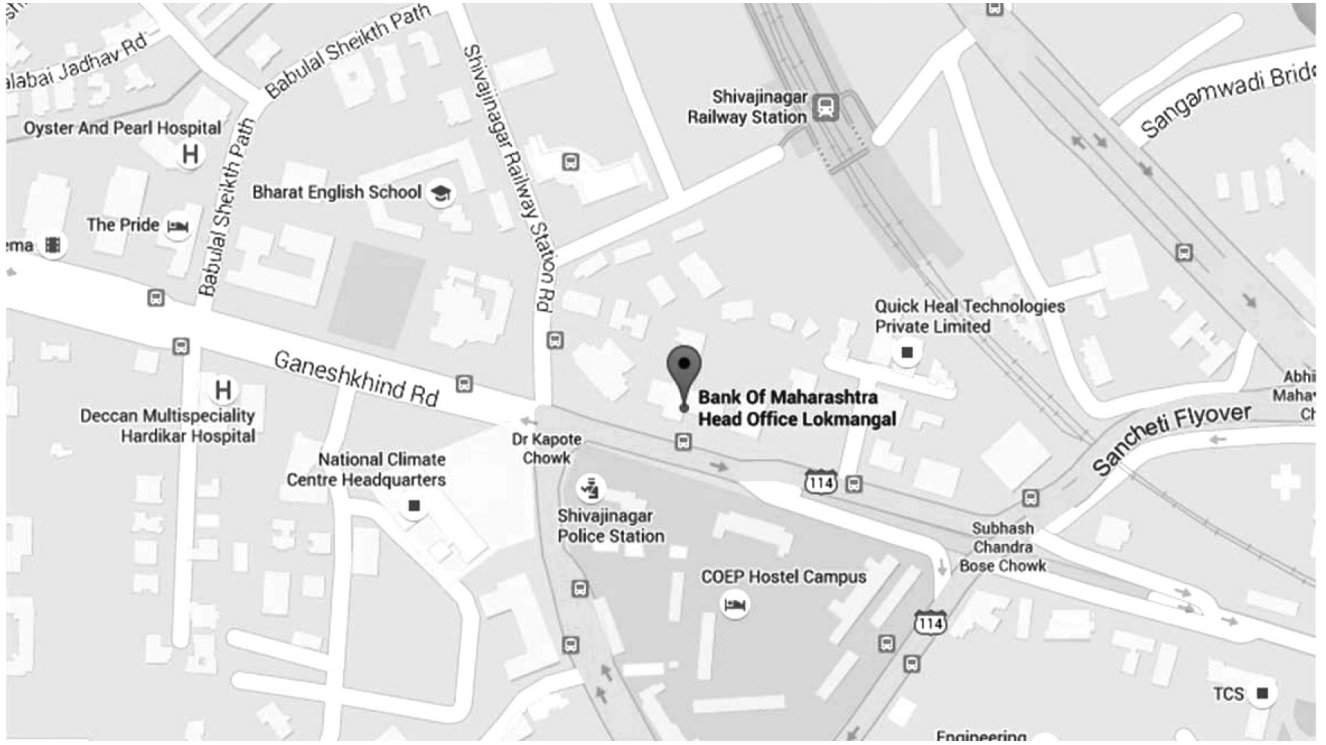 alabai Jadhav Rd
Babulal Sheikth Path
Oyster And Pearl Hospital
Babulal Sheikth Path
Bharat English School
The Pride
Shivajinagar Railway Station Rd
Shivajinagar
Railway Station
Sangamwadi Bridg
ema
Ganeshkhind Rd
Quick Heal Technologies
Private Limited
Bank Of Maharashtra
Head Office Lokmangal
Deccan Multispeciality
Hardikar Hospital
Dr Kapote
Chowk
National Climate
Centre Headquarters
Shivajinagar
Police Station
114
Sancheti Flyover
Abhi
Maha
Ch
Subhash
Chandra
Bose Chowk
COEP Hostel Campus
114
TCS
Engineering